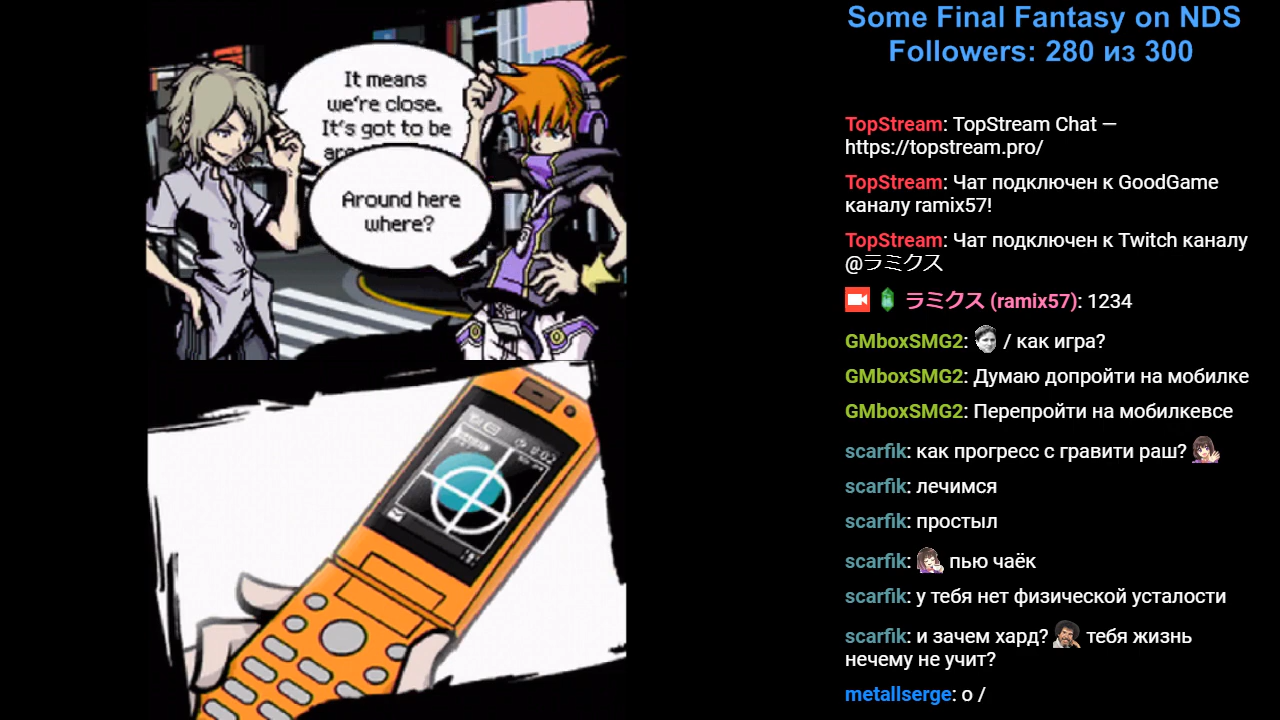 Some Final Fantasy on NDS
Followers: 280 из 300
It means
we're close.
It's got to be
Around here
where?
TopStream: TopStream Chat —
https://topstream.pro/
TopStream: Чат подключен к GoodGame
каналу ramix57!
TopStream: Чат подключен к Twitch каналу
@ラミクス
ラミクス (ramix57): 1234
GMboxSMG2: / как игра?
GMboxSMG2: Думаю допройти на мобилке
GMboxSMG2: Перепройти на мобилкевсе
scarfik: как прогресс с гравити раш?
scarfik: лечимся
scarfik: простыл
scarfik: пью чаёк
scarfik: у тебя нет физической усталости
scarfik: и зачем хард? тебя жизнь
нечему не учит?
metallserge: o /